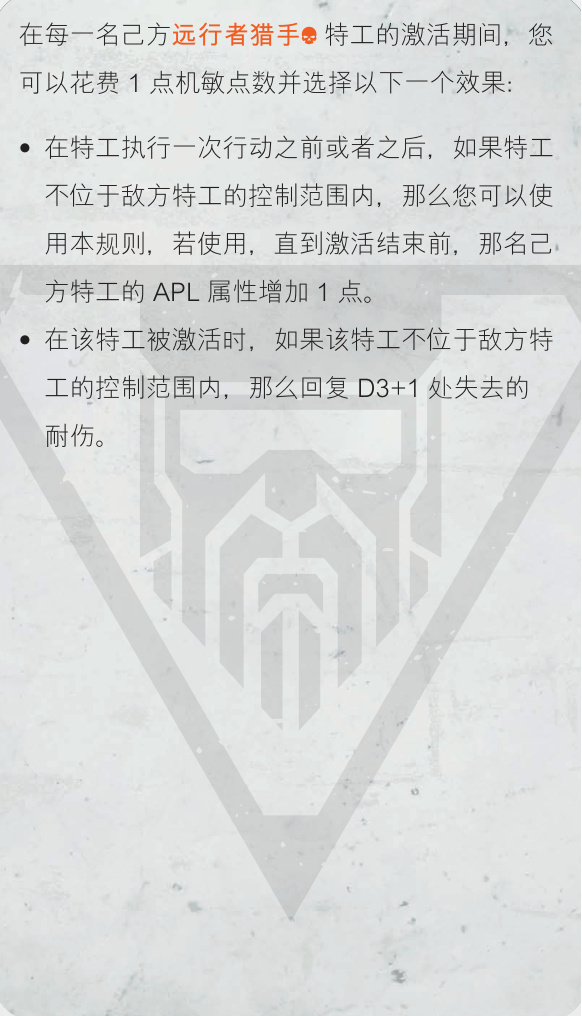 在每一名己方远行者猎手 特工的激活期间，您
可以花费 1 点机敏点数并选择以下一个效果:
• 在特工执行一次行动之前或者之后，如果特工
不位于敌方特工的控制范围内，那么您可以使
用本规则，若使用，直到激活结束前，那名己
方特工的 APL 属性增加 1 点。
• 在该特工被激活时，如果该特工不位于敌方特
工的控制范围内，那么回复 D3+1 处失去的
耐伤。